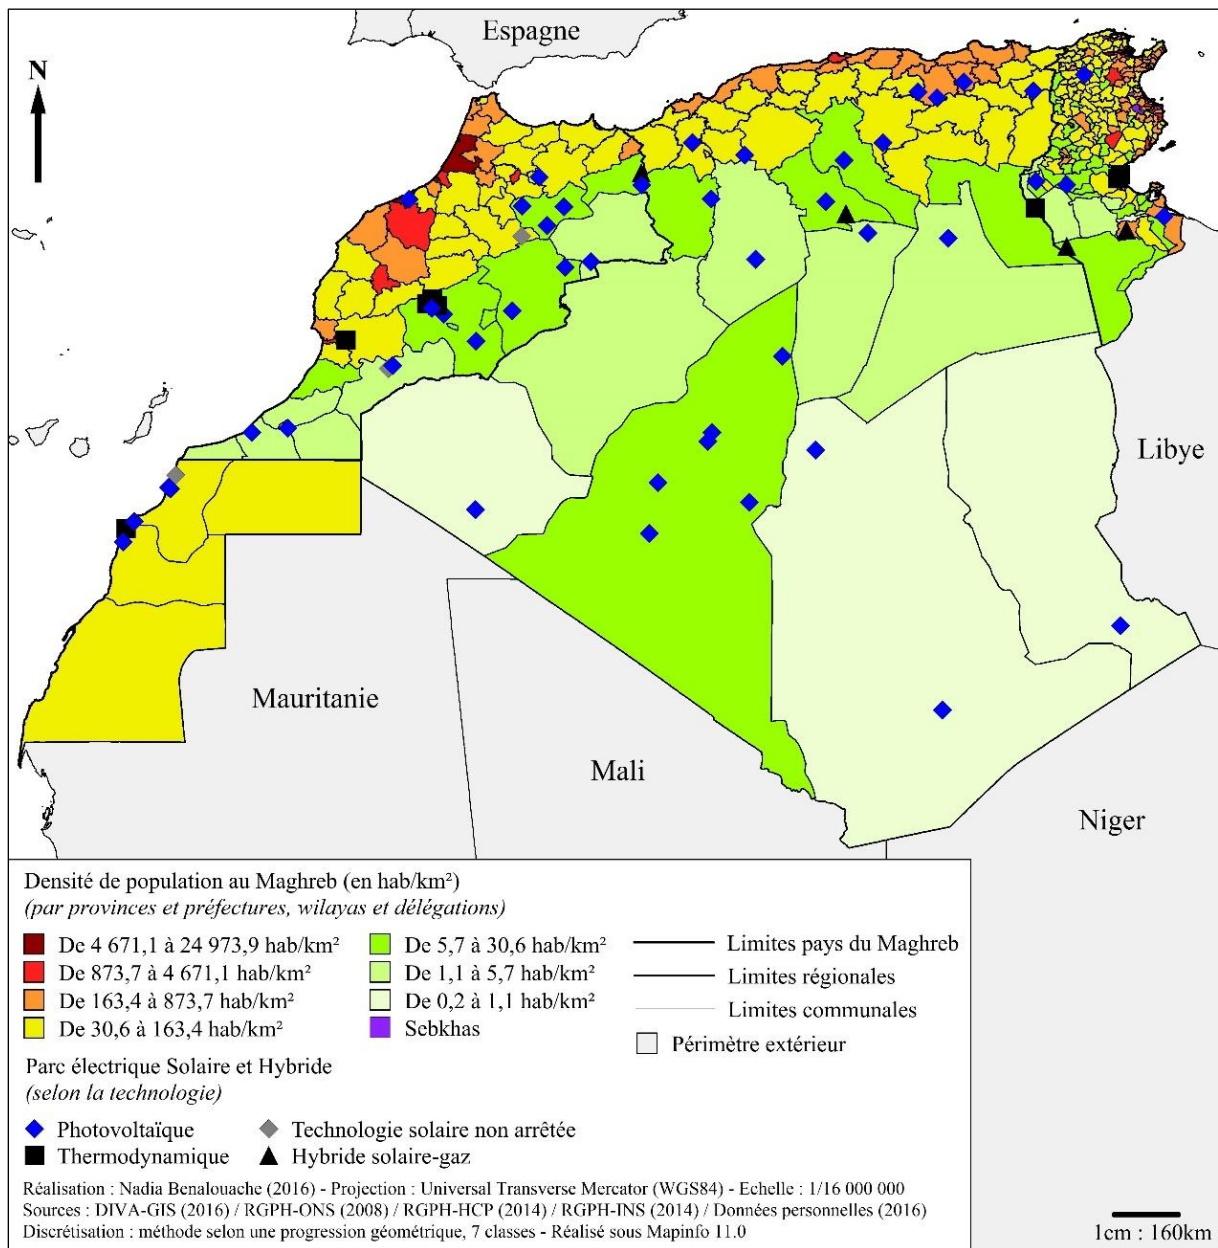 Espagne
N
Libye
Mauritanie
Mali
Niger
Densité de population au Maghreb (en hab/km²)
(par provinces et préfectures, wilayas et délégations)
De 4 671,1 à 24 973,9 hab/km²
De 873,7 à 4 671,1 hab/km²
De 163,4 à 873,7 hab/km²
De 30,6 à 163,4 hab/km²
De 5,7 à 30,6 hab/km²
De 1,1 à 5,7 hab/km²
De 0,2 à 1,1 hab/km²
Sebkhas
Limites pays du Maghreb
Limites régionales
Limites communales
Périmètre extérieur
Parc électrique Solaire et Hybride
(selon la technologie)
Photovoltaïque
Thermodynamique
Technologie solaire non arrêtée
Hybride solaire-gaz
Réalisation : Nadia Benalouache (2016) - Projection : Universal Transverse Mercator (WGS84) - Echelle : 1/16 000 000
Sources : DIVA-GIS (2016) / RGPH-ONS (2008) / RGPH-HCP (2014) / RGPH-INS (2014) / Données personnelles (2016)
Discrétisation : méthode selon une progression géométrique, 7 classes - Réalisé sous Mapinfo 11.0
1cm : 160km